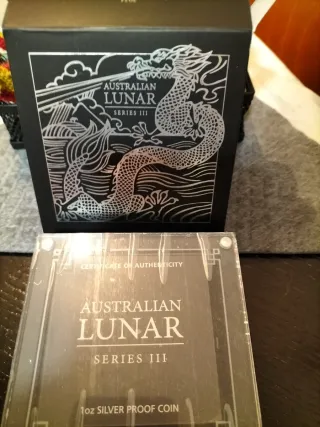 AUSTRALIAN
LUNAR
SERIES III
CERTIFICATE OF AUTHENTICITY
AUSTRALIAN
LUNAR
SERIES III
1oz SILVER PROOF COIN